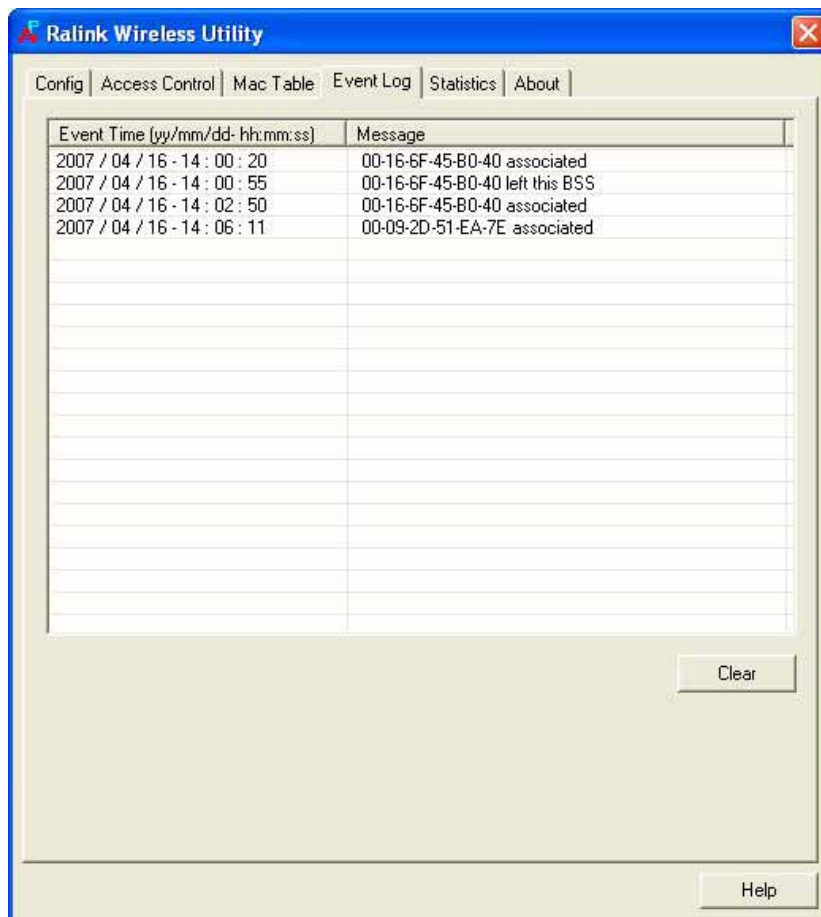 Ralink Wireless Utility
Config Access Control Mac Table Event Log Statistics About
Event Time (yy/mm/dd- hh:mm:ss) Message
2007 / 04 / 16 - 14 : 00 : 20 00-16-6F-45-B0-40 associated
2007 / 04 / 16 - 14 : 00 : 55 00-16-6F-45-B0-40 left this BSS
2007 / 04 / 16 - 14 : 02 : 50 00-16-6F-45-B0-40 associated
2007 / 04 / 16 - 14 : 06 : 11 00-09-2D-51-EA-7E associated
Clear
Help